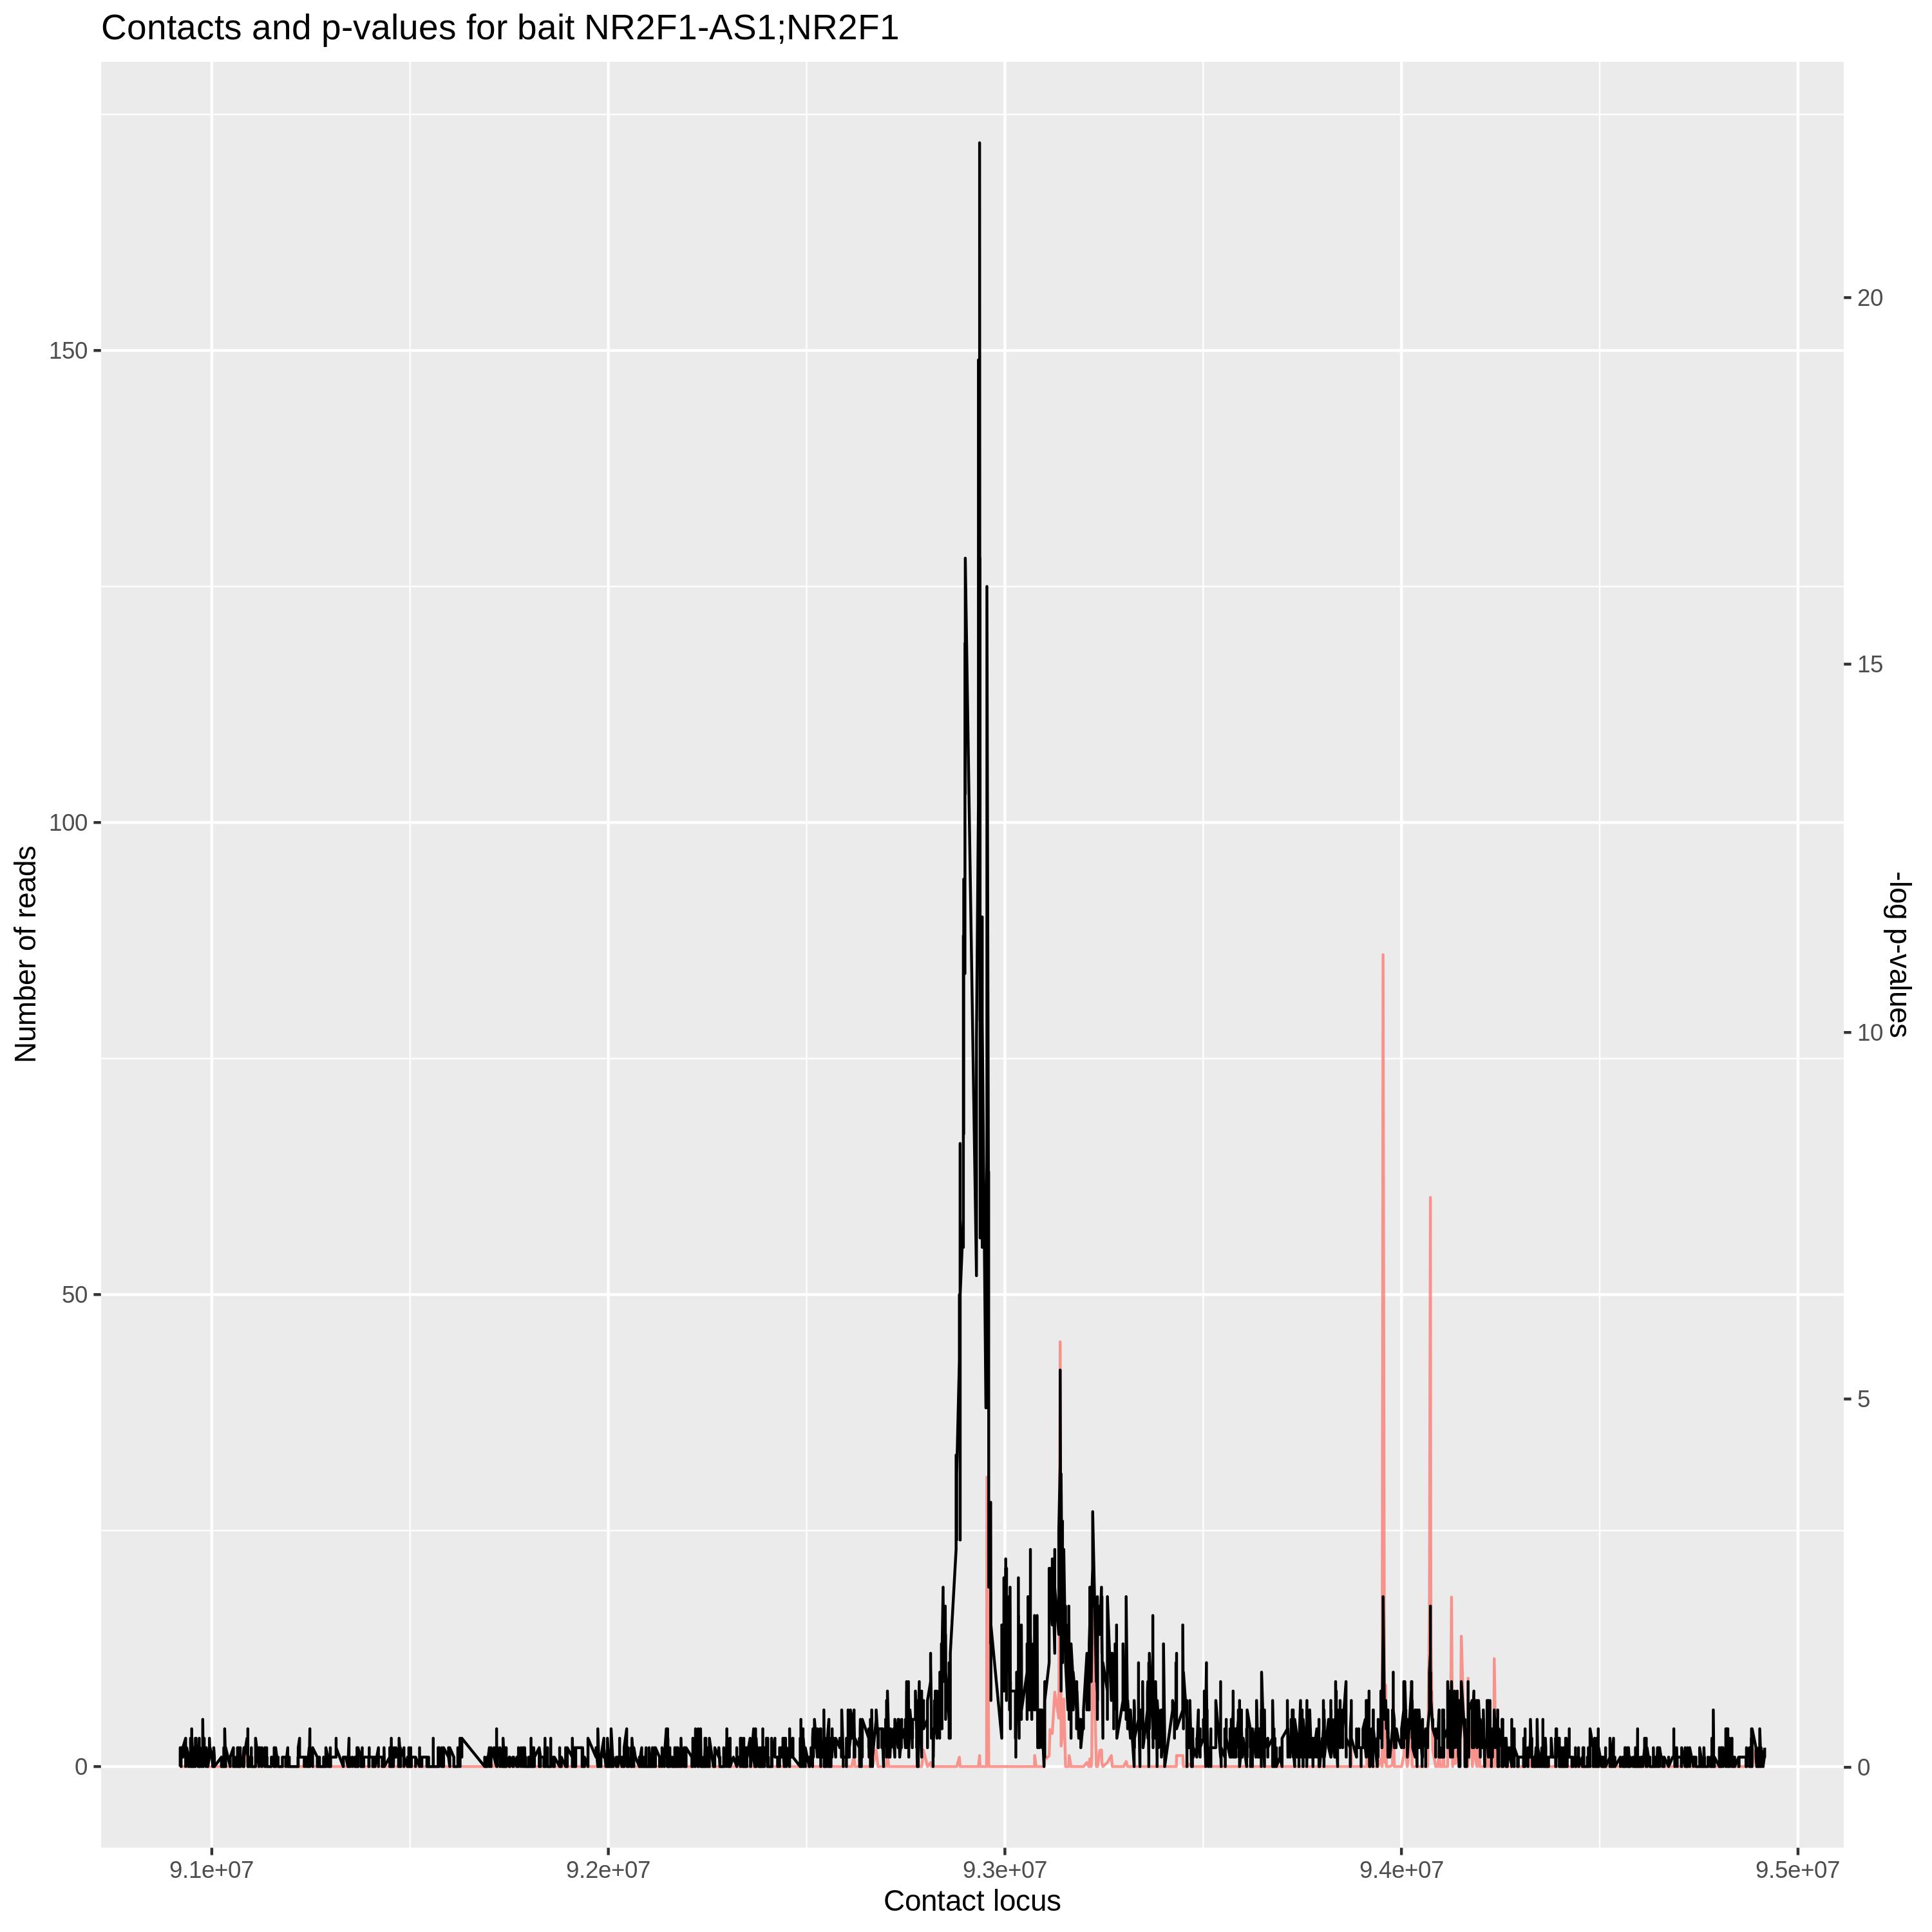 Contacts and p-values for bait NR2F1-AS1;NR2F1
Number of reads
150
100
50
0
20
15
10
5
0
-log p-values
9.1e+07 9.2e+07 9.3e+07 9.4e+07 9.5e+07
Contact locus